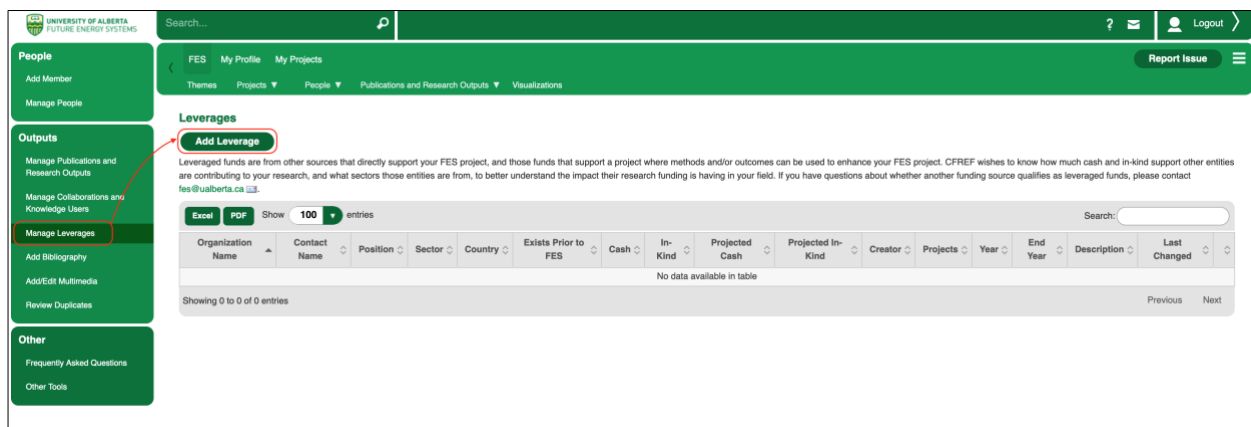 UNIVERSITY OF ALBERTA
FUTURE ENERGY SYSTEMS
Search...
?
Logout
People
Add Member
Manage People
Outputs
Manage Publications and
Research Outputs
Manage Collaborations and
Knowledge Users
Manage Leverages
Add Bibliography
Add/Edit Multimedia
Review Duplicates
Other
Frequently Asked Questions
Other Tools
FES My Profile My Projects
Report Issue
Themes Projects ▼ People ▼ Publications and Research Outputs ▼ Visualizations
Leverages
Add Leverage
Leveraged funds are from other sources that directly support your FES project, and those funds that support a project where methods and/or outcomes can be used to enhance your FES project. CFREF wishes to know how much cash and in-kind support other entities
are contributing to your research, and what sectors those entities are from, to better understand the impact their research funding is having in your field. If you have questions about whether another funding source qualifies as leveraged funds, please contact
fes@ualberta.ca.
Excel PDF Show 100 entries
Search:
Organization Name Contact Name Position Sector Country Exists Prior to FES Cash In-Kind Projected Cash Projected In-Kind Creator Projects Year End Year Description Last Changed
No data available in table
Showing 0 to 0 of 0 entries
Previous Next